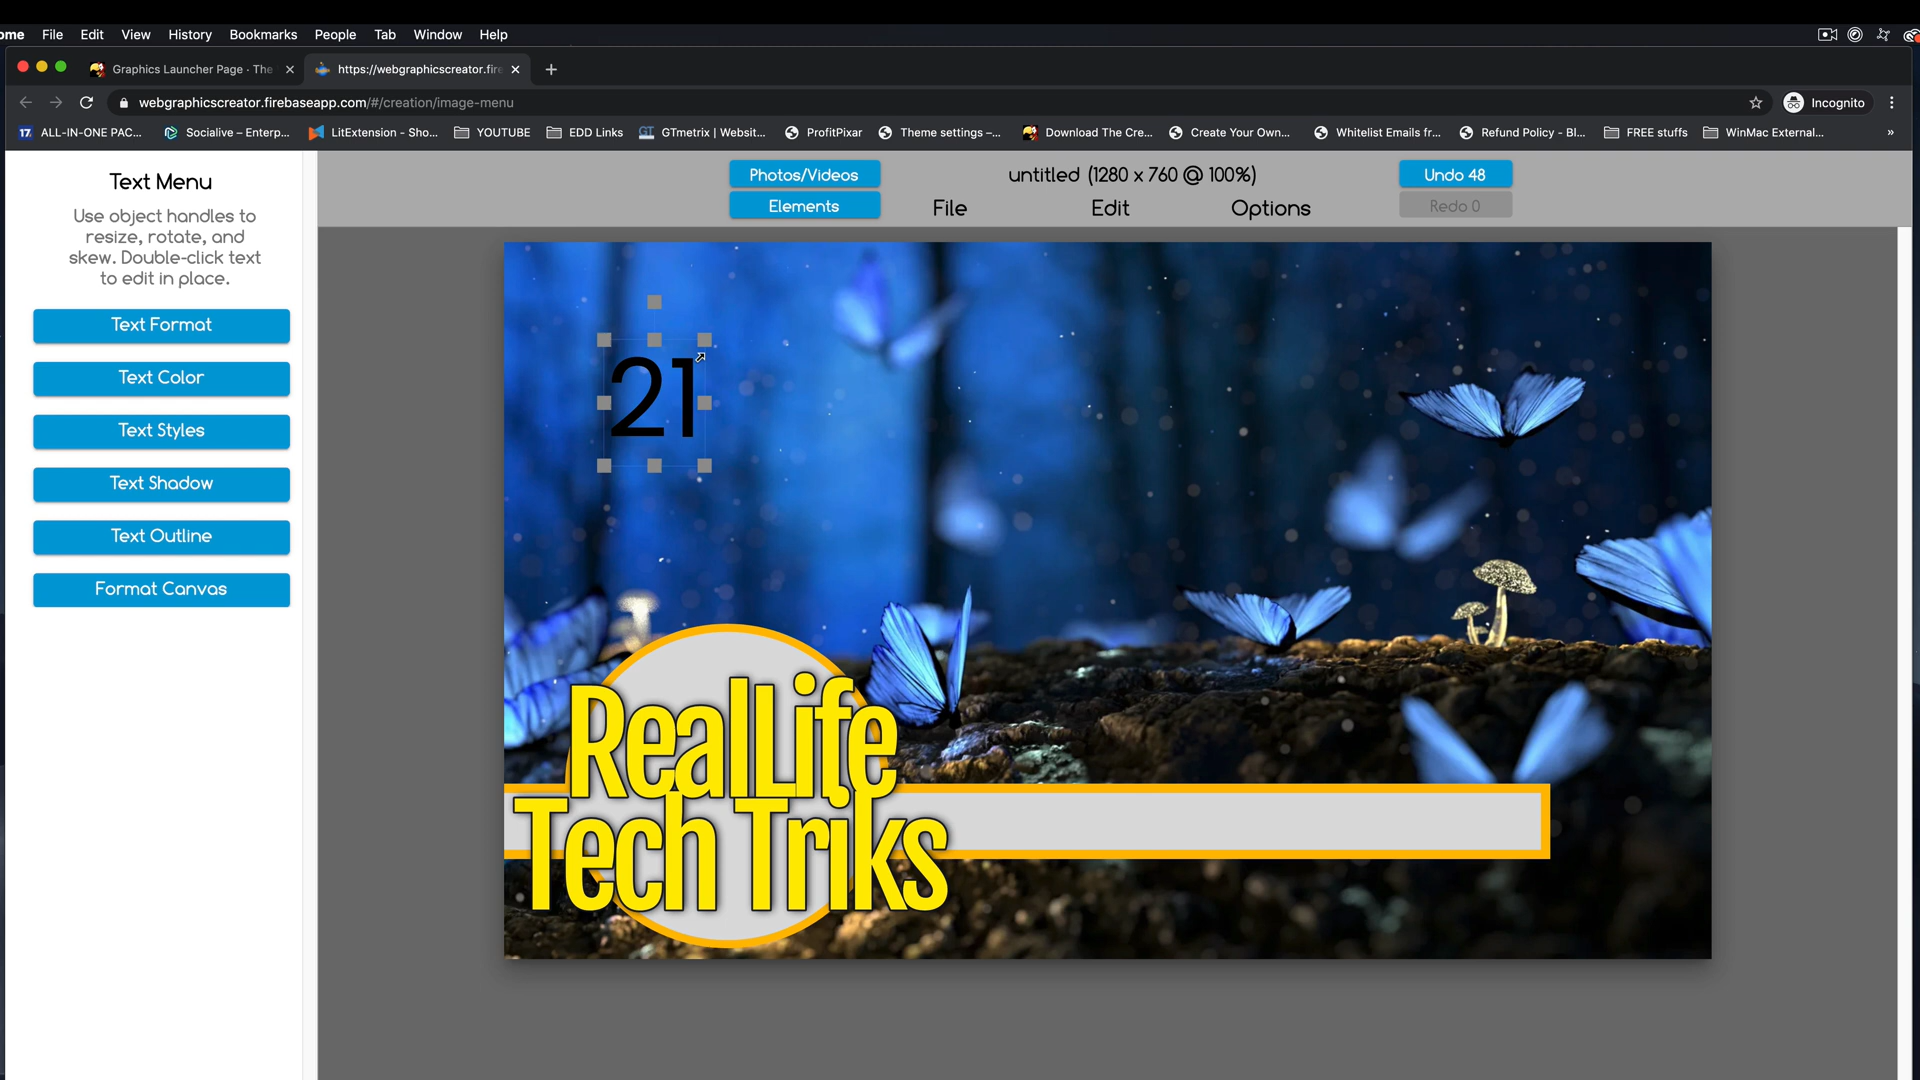 ome File Edit View History Bookmarks People Tab Window Help
Graphics Launcher Page · The
https://webgraphicscreator.fire
webgraphicscreator.firebaseapp.com/#/creation/image-menu
Incognito
17 ALL-IN-ONE PAC... Socialive – Enterp... LitExtension - Sho... YOUTUBE EDD Links GT GTmetrix | Websit... ProfitPixar Theme settings –... Download The Cre... Create Your Own... Whitelist Emails fr... Refund Policy - Bl... FREE stuffs WinMac External... »
Text Menu
Use object handles to
resize, rotate, and
skew. Double-click text
to edit in place.
Text Format
Text Color
Text Styles
Text Shadow
Text Outline
Format Canvas
Photos/Videos
Elements
untitled (1280 x 760 @ 100%)
File Edit Options
Undo 48
Redo 0
21
RealLife
Tech Triks